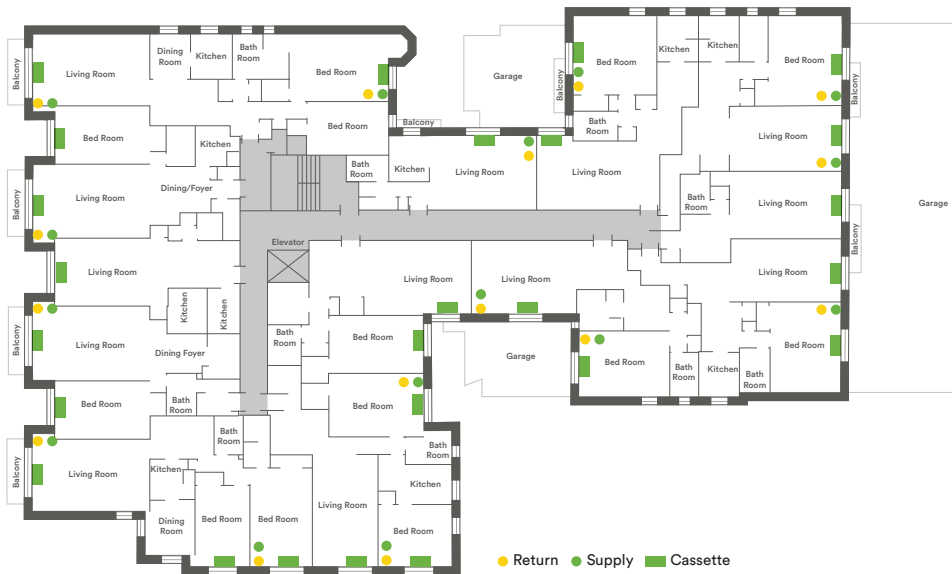 Balcony
Living Room
Dining
Room
Kitchen
Bath
Room
Bed Room
Balcony
Garage
Balcony
Bed Room
Bath
Room
Kitchen
Kitchen
Bed Room
Balcony
Garage
Bed Room
Kitchen
Bed Room
Bath
Room
Kitchen
Living Room
Living Room
Living Room
Balcony
Living Room
Dining/Foyer
Bath
Room
Living Room
Balcony
Living Room
Elevator
Living Room
Living Room
Living Room
Kitchen
Kitchen
Balcony
Living Room
Dining Foyer
Bath
Room
Bed Room
Garage
Bed Room
Bath
Room
Kitchen
Bath
Room
Bed Room
Bed Room
Bath
Room
Bed Room
Bath
Room
Bath
Room
Balcony
Living Room
Kitchen
Kitchen
Dining
Room
Bed Room
Bed Room
Living Room
Bed Room
Return
Supply
Cassette